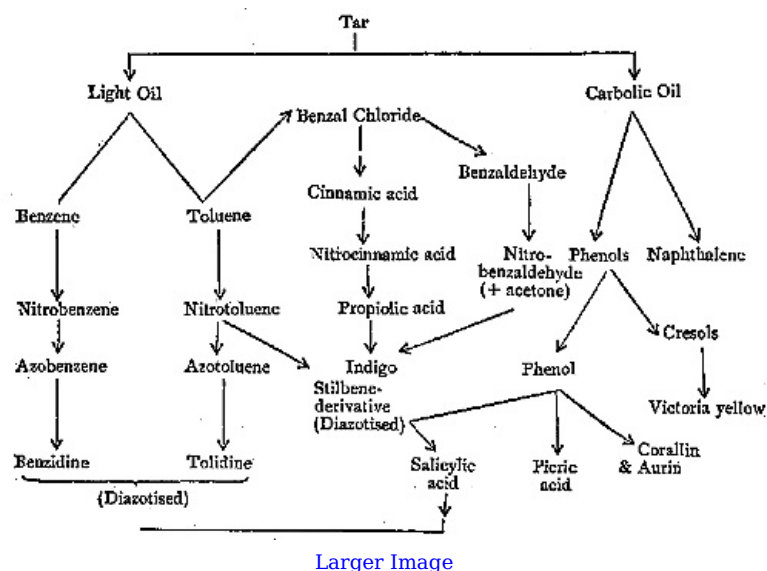 Tar
Light Oil
Carbolic Oil
Benzal Chloride
Benzaldehyde
Cinnamic acid
Benzene
Toluene
Nitrocinnamic acid
Nitro-
benzaldehyde
(+ acetone)
Phenols
Naphthalene
Nitrobenzene
Nitrotoluene
Propiolic acid
Cresols
Azobenzene
Azotoluene
Indigo
Stilbene-
derivative
(Diazotised)
Phenol
Victoria yellow
Benzidine
Tolidine
Salicylic
acid
Picric
acid
Corallin
& Aurin
(Diazotised)
Larger Image